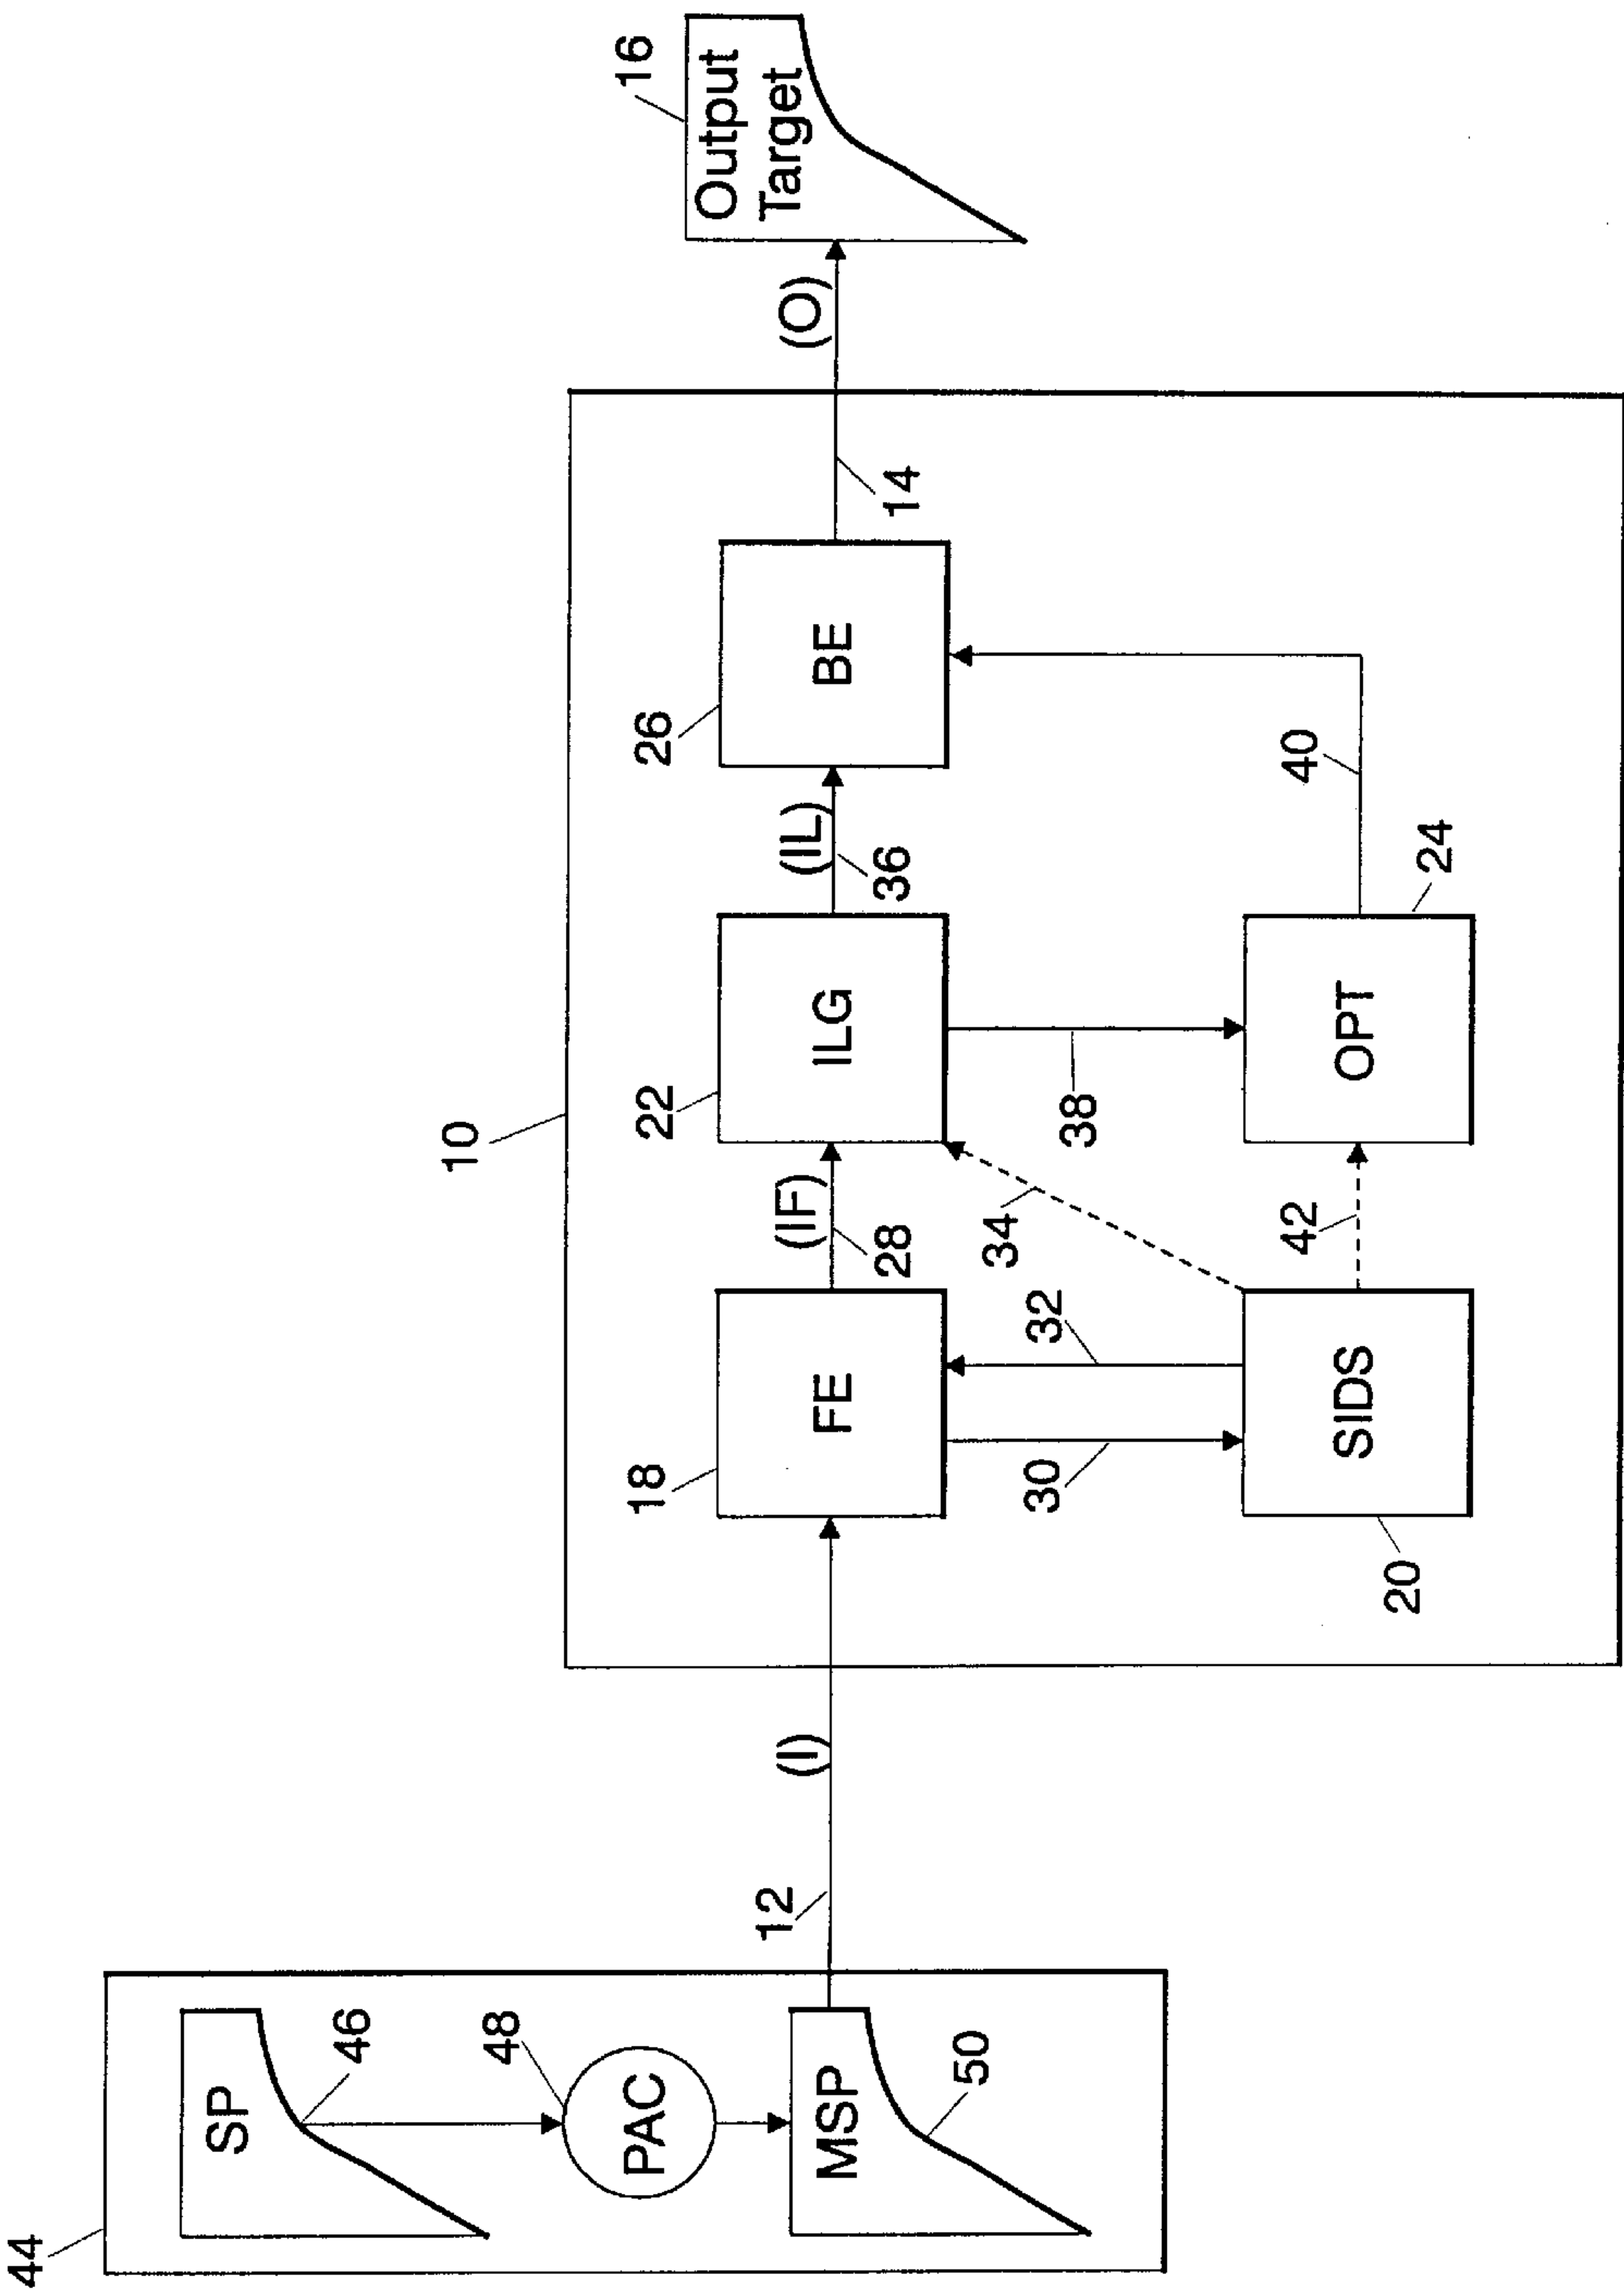 44
SP
46
48
PAC
MSP
50
12
(I)
10
18
FE
(IF)
28
22
ILG
(IL)
36
26
BE
14
(O)
16
Output
Target
30
32
34
38
40
20
SIDS
42
OPT
24